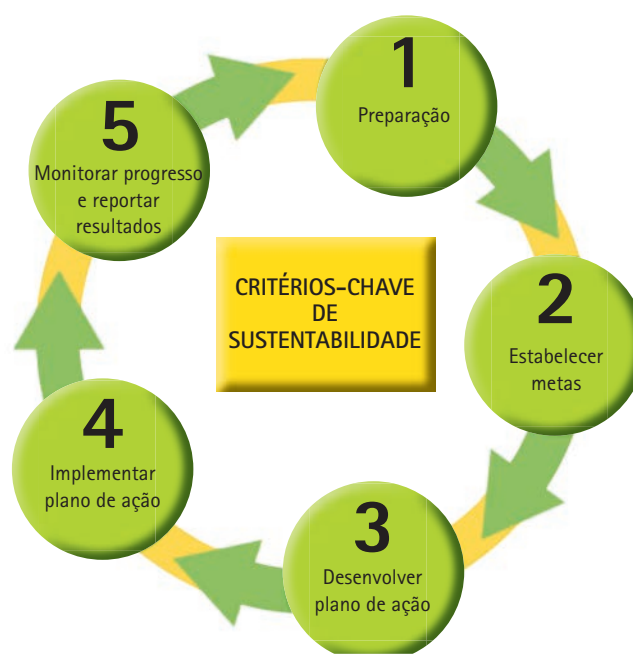 1
Preparação
2
Estabelecer
metas
3
Desenvolver
plano de ação
4
Implementar
plano de ação
5
Monitorar progresso
e reportar
resultados
CRITÉRIOS-CHAVE
DE
SUSTENTABILIDADE